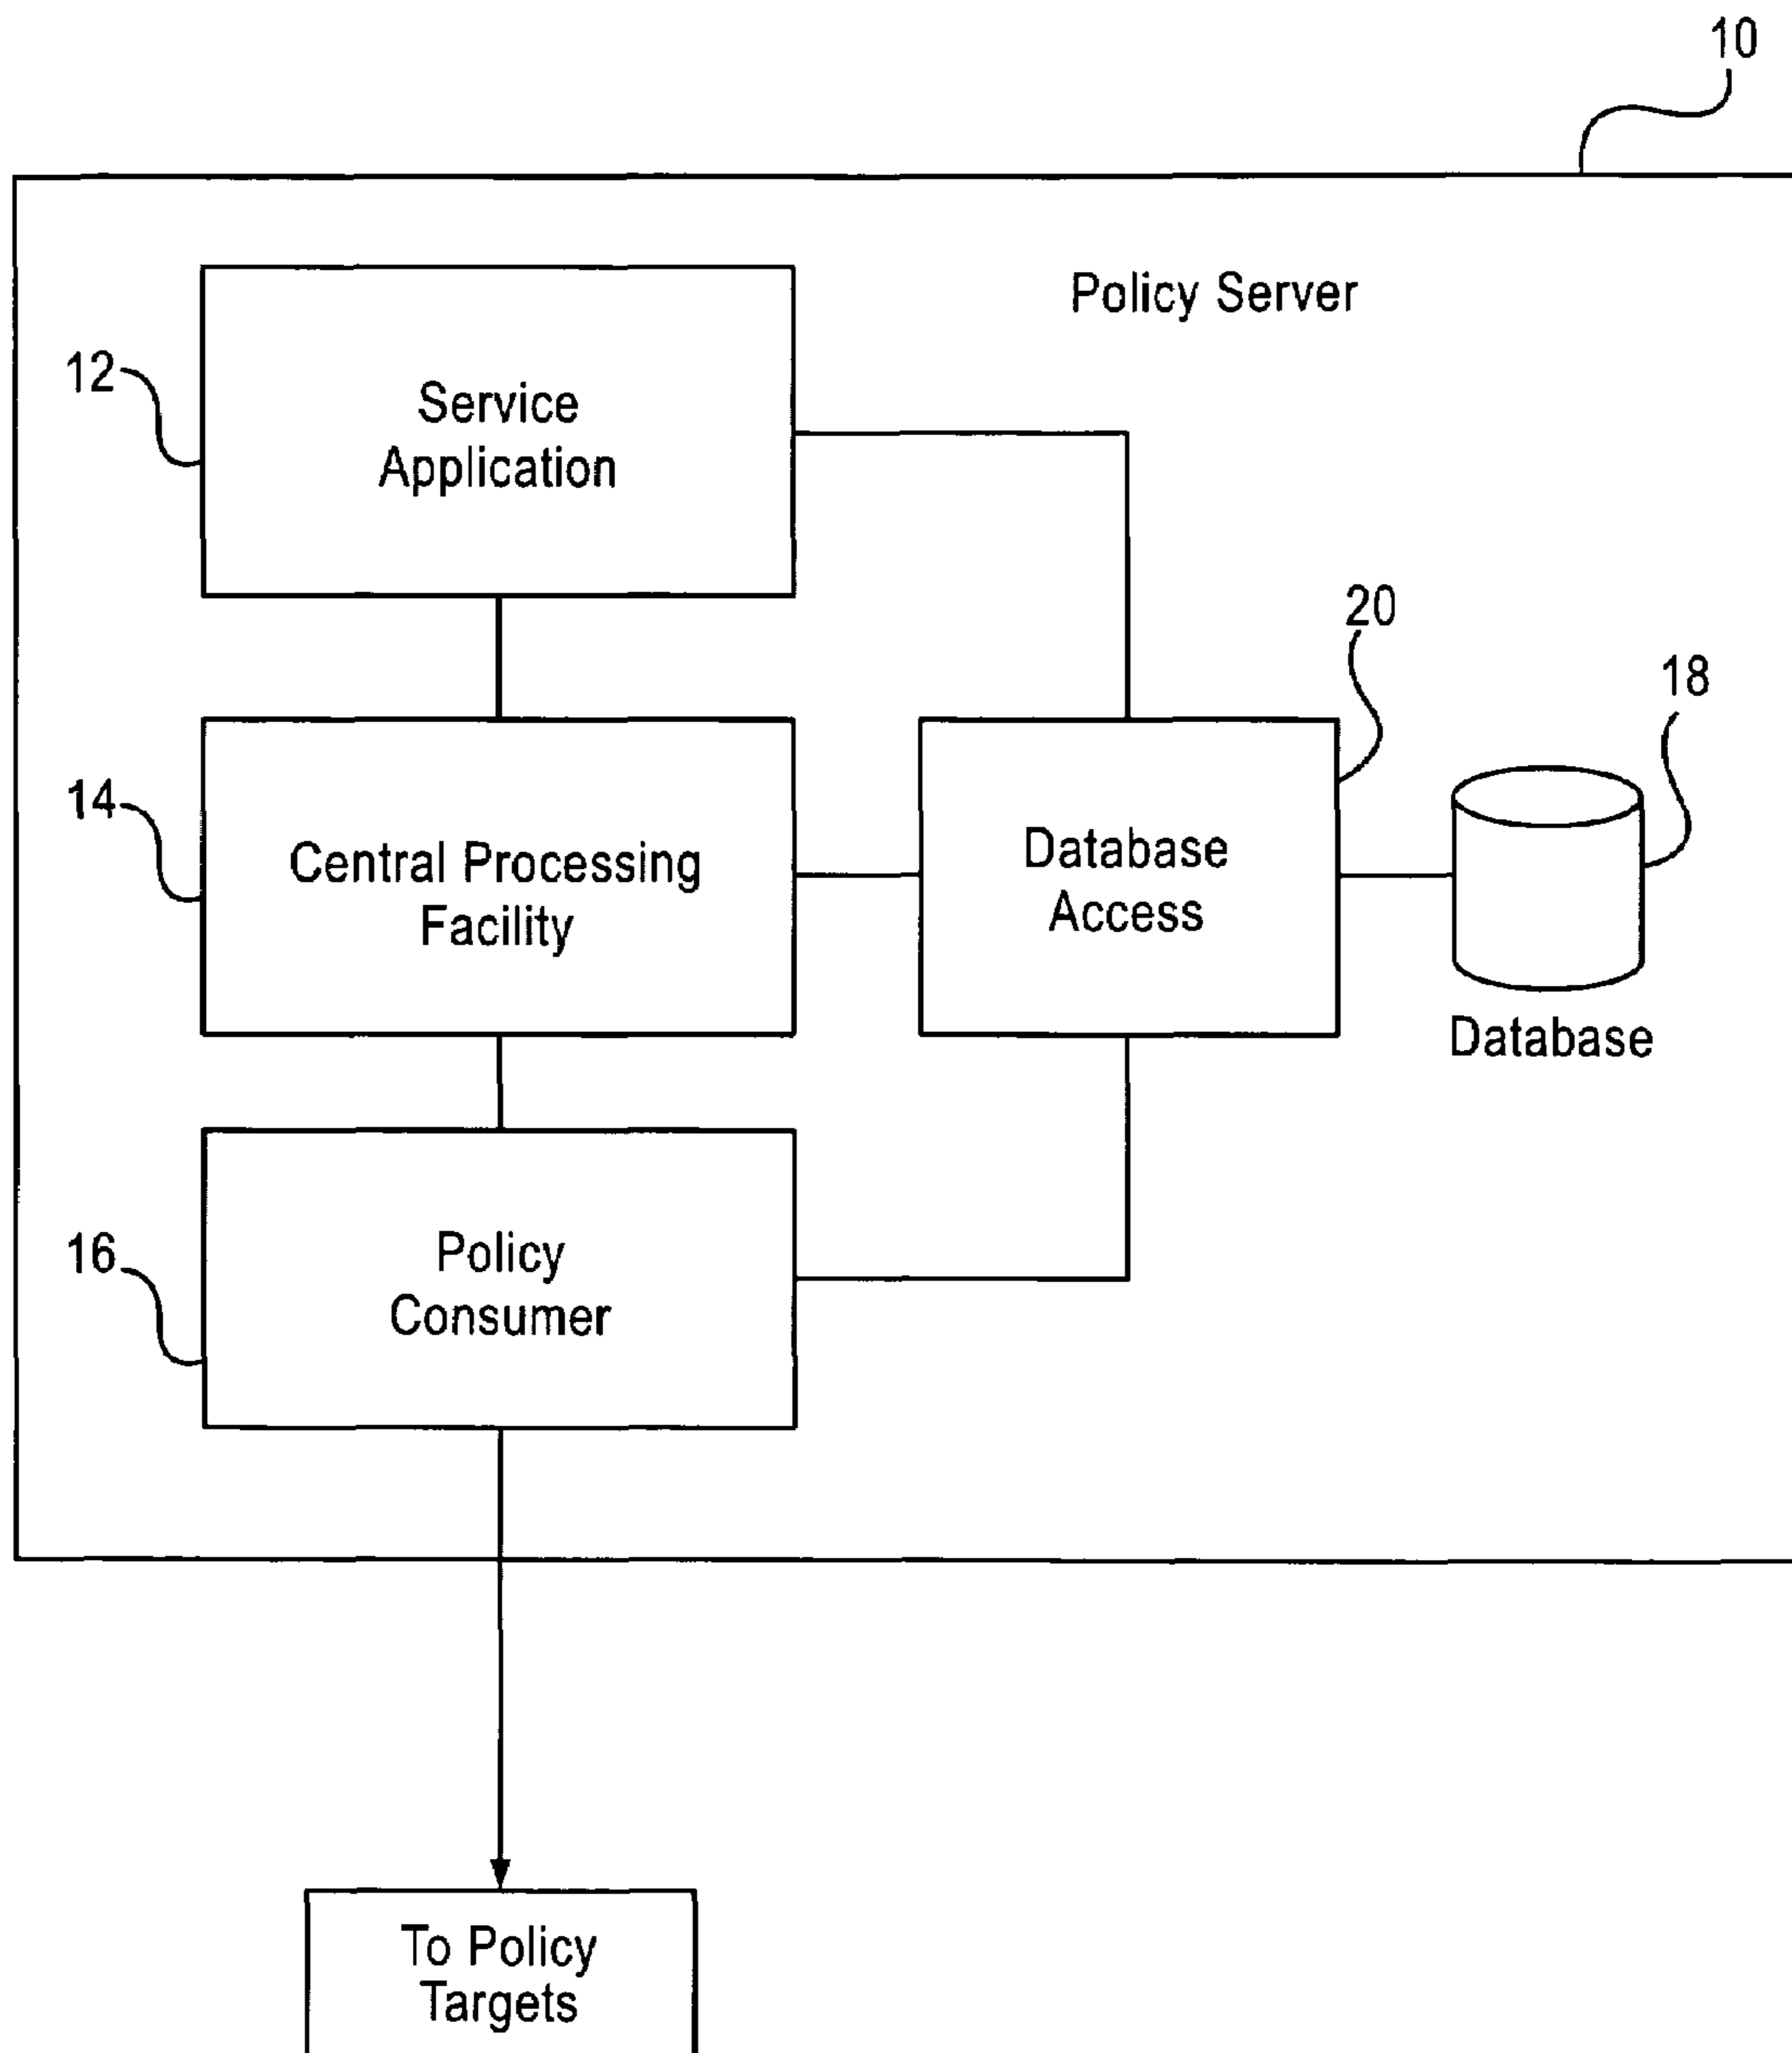 10
Policy Server
12
Service
Application
20
18
14
Central Processing
Facility
Database
Access
Database
16
Policy
Consumer
To Policy
Targets